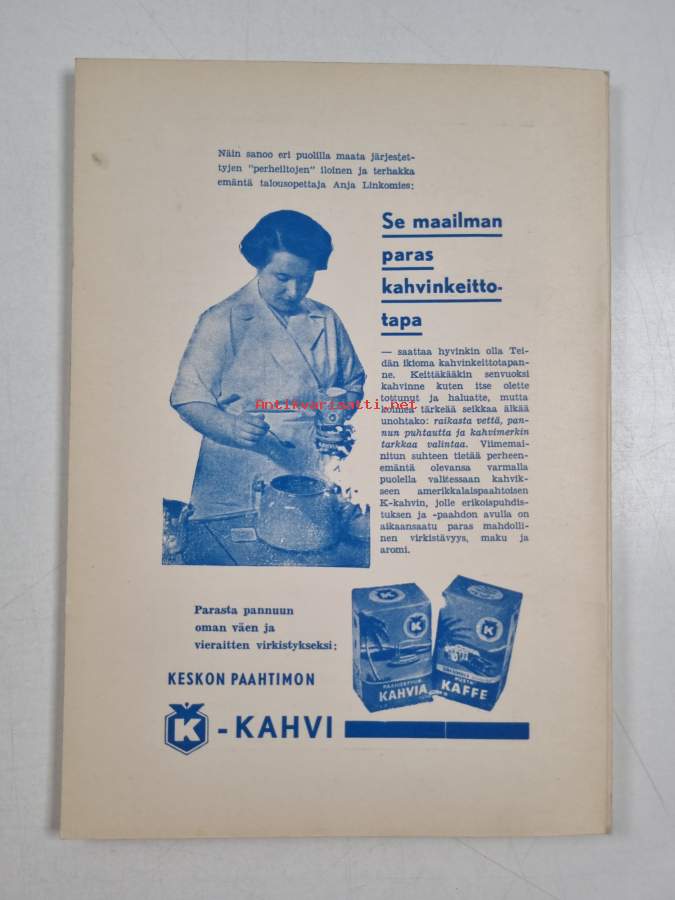 Näin sanoo eri puolilla maata järjestet-
tyjen "perheiltojen" iloinen ja terhakka
emäntä talousopettaja Anja Linkomies:
Se maailman
paras
kahvinkeitto-
tapa
— saattaa hyvinkin olla Tei-
dän ikioma kahvinkeittotapan-
ne. Keittäkääkin senvuoksi
kahvinne kuten itse olette
tottunut ja haluatte, mutta
kolmea tärkeää seikkaa älkää
unohtako: raikasta vettä, pan-
nun puhtautta ja kahvimerkin
tarkkaa valintaa. Viimemai-
nitun suhteen tietää perheen-
emäntä olevansa varmalla
puolella valitessaan kahvik-
seen amerikkalaispaahtoisen
K-kahvin, jolle erikoispuhdis-
tuksen ja -paahdon avulla on
aikaansaatu paras mahdolli-
nen virkistävyys, maku ja
aromi.
Antikvariaatti.net
Parasta pannuun
oman väen ja
vieraitten virkistykseksi:
KESKON PAAHTIMON
K - KAHVI
K
KAHVIA
K
KAFFE